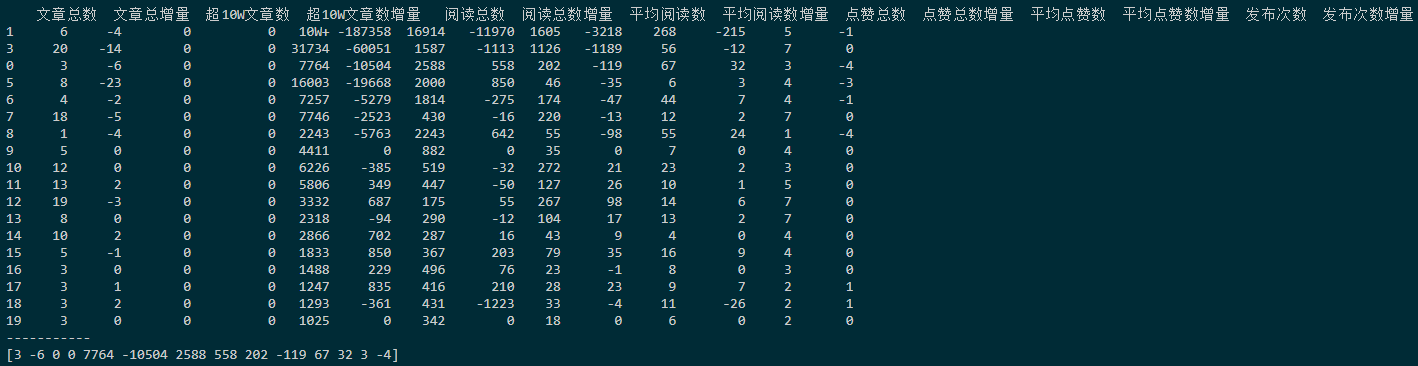 文章总数 文章总增量 超10W文章数 超10W文章数增量 阅读总数 阅读总数增量 平均阅读数 平均阅读数增量 点赞总数 点赞总数增量 平均点赞数 平均点赞数增量 发布次数 发布次数增量
1 6 -4 0 0 10W+ -187358 16914 -11970 1605 -3218 268 -215 5 -1
3 20 -14 0 0 31734 -60051 1587 -1113 1126 -1189 56 -12 7 0
0 3 -6 0 0 7764 -10504 2588 558 202 -119 67 32 3 -4
5 8 -23 0 0 16003 -19668 2000 850 46 -35 6 3 4 -3
6 4 -2 0 0 7257 -5279 1814 -275 174 -47 44 7 4 -1
7 18 -5 0 0 7746 -2523 430 -16 220 -13 12 2 7 0
8 1 -4 0 0 2243 -5763 2243 642 55 -98 55 24 1 -4
9 5 0 0 0 4411 0 882 0 35 0 7 0 4 0
10 12 0 0 0 6226 -385 519 -32 272 21 23 2 3 0
11 13 2 0 0 5806 349 447 -50 127 26 10 1 5 0
12 19 -3 0 0 3332 687 175 55 267 98 14 6 7 0
13 8 0 0 0 2318 -94 290 -12 104 17 13 2 7 0
14 10 2 0 0 2866 702 287 16 43 9 4 0 4 0
15 5 -1 0 0 1833 850 367 203 79 35 16 9 4 0
16 3 0 0 0 1488 229 496 76 23 -1 8 0 3 0
17 3 1 0 0 1247 835 416 210 28 23 9 7 2 1
18 3 2 0 0 1293 -361 431 -1223 33 -4 11 -26 2 1
19 3 0 0 0 1025 0 342 0 18 0 6 0 2 0
-----------
[3 -6 0 0 7764 -10504 2588 558 202 -119 67 32 3 -4]